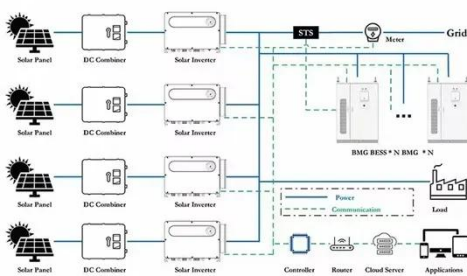 STS
Meter
Grid
Solar Panel
DC Combiner
Solar Inverter
Solar Panel
DC Combiner
Solar Inverter
BMG BESS * N BMG * N
Solar Panel
DC Combiner
Solar Inverter
Power
Communication
Load
Solar Panel
DC Combiner
Solar Inverter
Controller
Router
Cloud Server
Applications